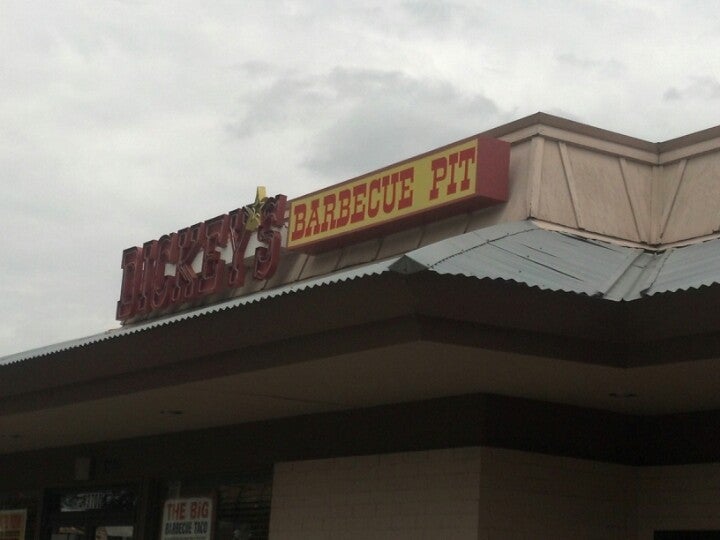 DICKEY'S
BARBECUE PIT
THE BIG
BARBECUE TACO